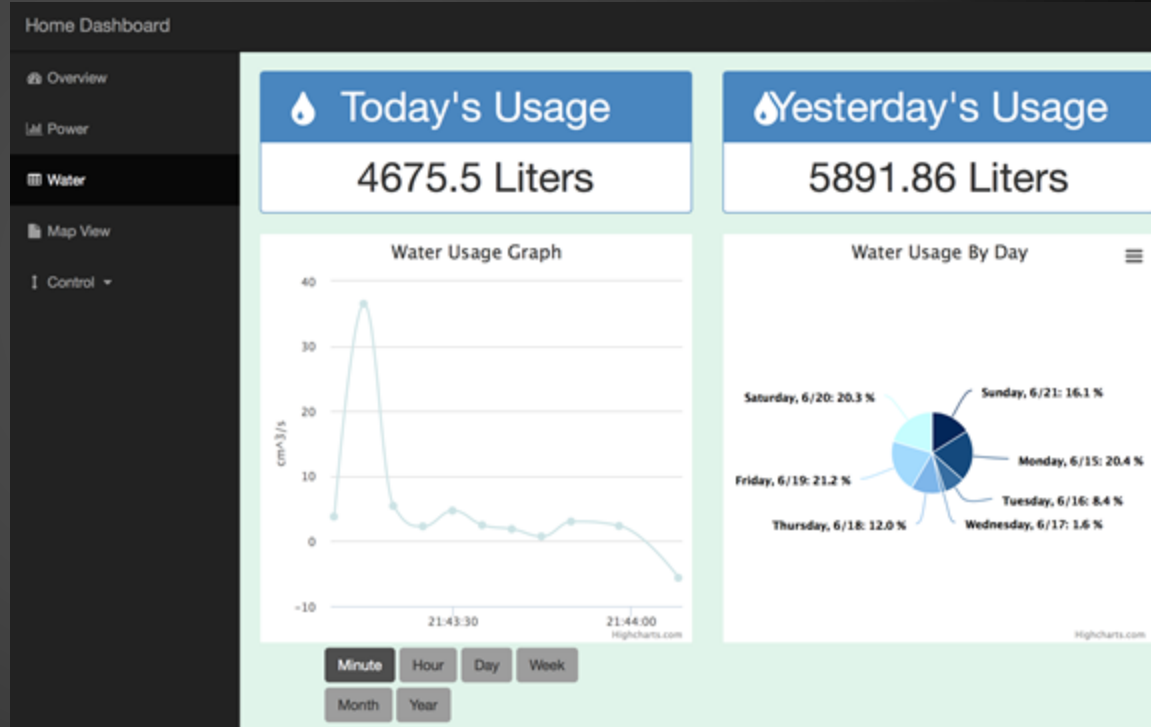 Home Dashboard
Overview
Power
Water
Map View
Control
Today's Usage
4675.5 Liters
Yesterday's Usage
5891.86 Liters
Water Usage Graph
40
30
20
10
0
-10
cm^3/s
21:43:30
21:44:00
Highcharts.com
Minute
Hour
Day
Week
Month
Year
Water Usage By Day
Saturday, 6/20: 20.3 %
Sunday, 6/21: 16.1 %
Monday, 6/15: 20.4 %
Friday, 6/19: 21.2 %
Tuesday, 6/16: 8.4 %
Thursday, 6/18: 12.0 %
Wednesday, 6/17: 1.6 %
Highcharts.com